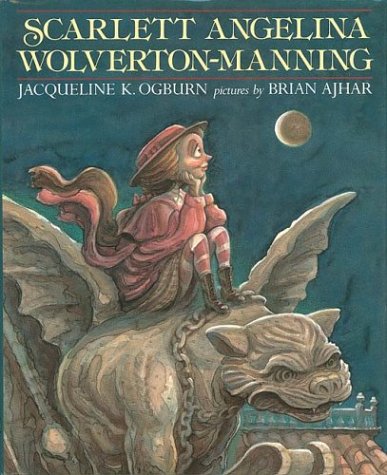 SCARLETT ANGELINA
WOLVERTON-MANNING
JACQUELINE K. OGBURN pictures by BRIAN AJHAR